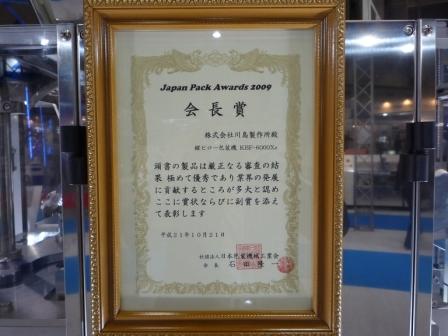 Japan Pack Awards 2009
会長賞
株式会社川島製作所殿
縦ピロー包装機 KBF-6000X₂
頭書の製品は厳正なる審査の結
果 極めて優秀であり業界の発展
に貢献するところが多大と認め
ここに賞状ならびに副賞を添え
て表彰します
平成21年10月21日
社団法人日本包装機械工業会
会長 石田隆一